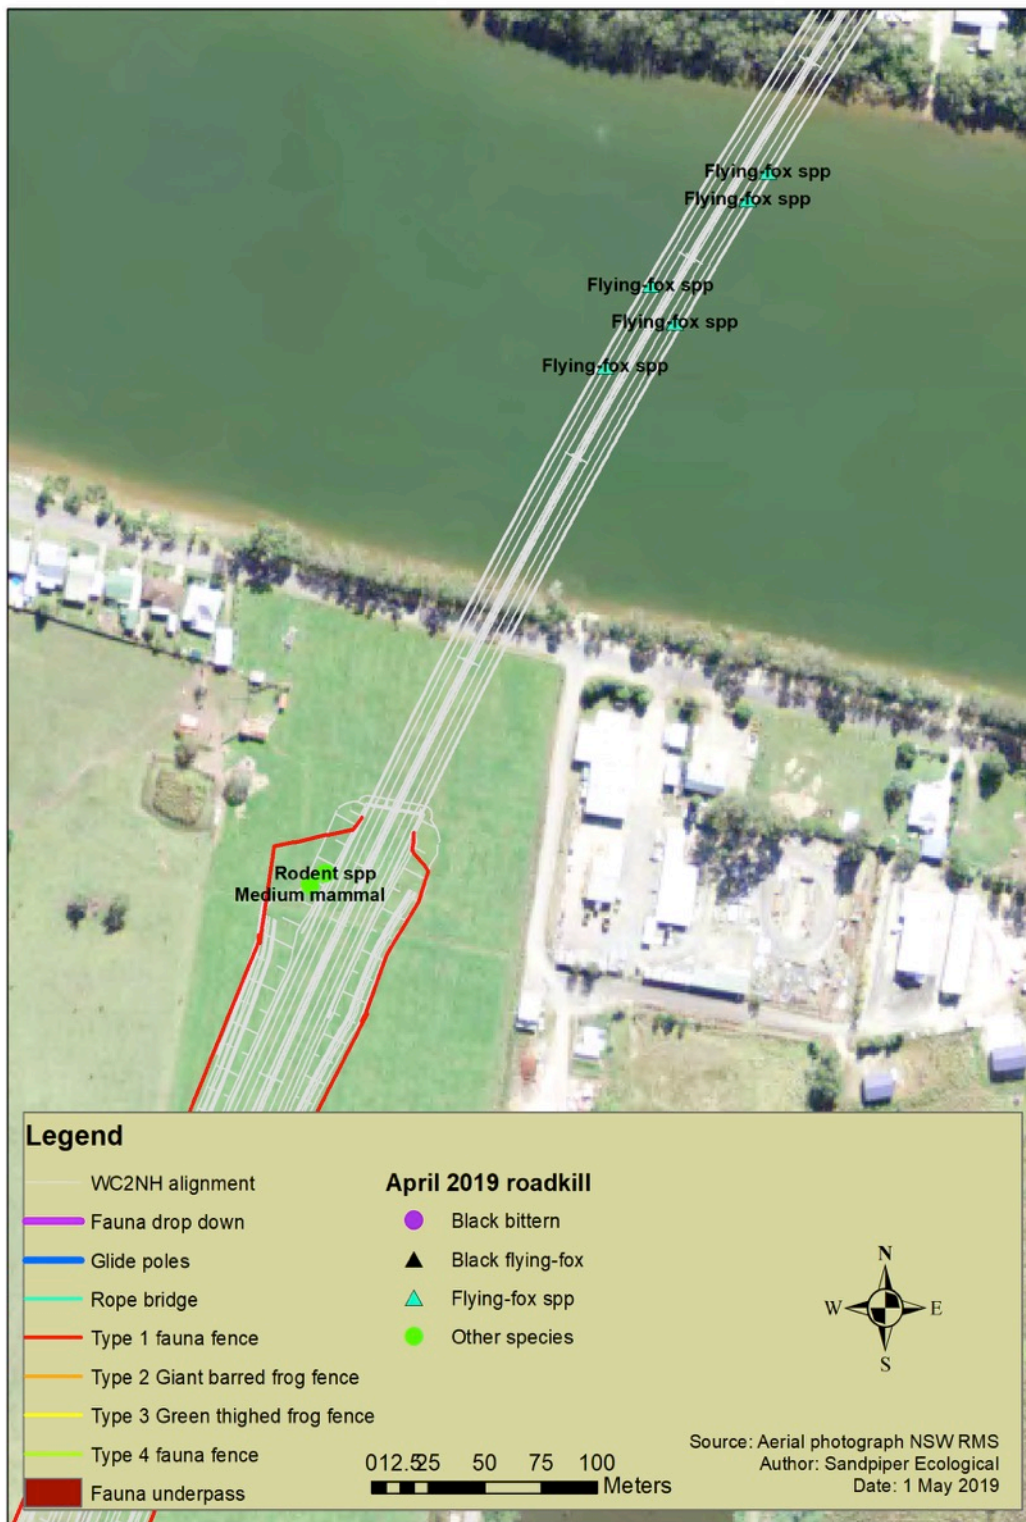 Flying-fox spp
Flying-fox spp
Flying-fox spp
Flying-fox spp
Flying-fox spp
Rodent spp
Medium mammal
Legend
WC2NH alignment
Fauna drop down
Glide poles
Rope bridge
Type 1 fauna fence
Type 2 Giant barred frog fence
Type 3 Green thighed frog fence
Type 4 fauna fence
Fauna underpass
April 2019 roadkill
Black bittern
Black flying-fox
Flying-fox spp
Other species
N
W E
S
012.525 50 75 100
Meters
Source: Aerial photograph NSW RMS
Author: Sandpiper Ecological
Date: 1 May 2019